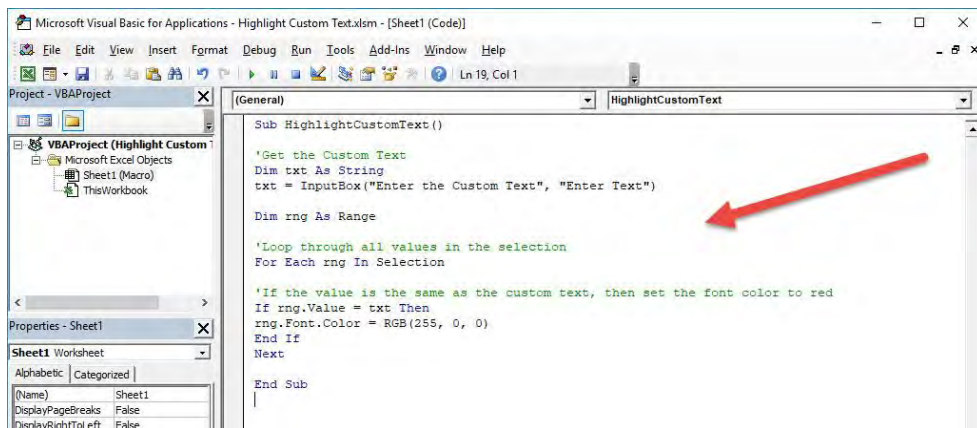 Microsoft Visual Basic for Applications - Highlight Custom Text.xlsm - [Sheet1 (Code)]
File Edit View Insert Format Debug Run Tools Add-Ins Window Help
Ln 19, Col 1
Project - VBAProject
(General)
HighlightCustomText
VBAProject (Highlight Custom
Microsoft Excel Objects
Sheet1 (Macro)
ThisWorkbook
Sub HighlightCustomText()
'Get the Custom Text
Dim txt As String
txt = InputBox("Enter the Custom Text", "Enter Text")
Dim rng As Range
'Loop through all values in the selection
For Each rng In Selection
'If the value is the same as the custom text, then set the font color to red
If rng.Value = txt Then
rng.Font.Color = RGB(255, 0, 0)
End If
Next
End Sub
Properties - Sheet1
Sheet1 Worksheet
Alphabetic Categorized
(Name) Sheet1
DisplayPageBreaks False
DisplayRightToLeft False